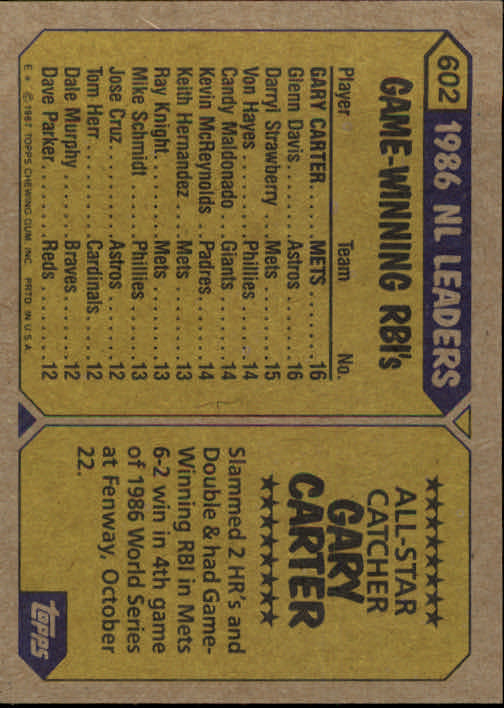 602
1986 NL LEADERS
GAME-WINNING RBI's
Player Team No.
GARY CARTER . . . . . METS . . . . . . . 16
Glenn Davis . . . . . . . Astros . . . . . . 16
Darryl Strawberry . . . Mets . . . . . . . 15
Von Hayes . . . . . . . . Phillies . . . . . 14
Candy Maldonado . . . Giants . . . . . . 14
Kevin McReynolds . . . Padres . . . . . 14
Keith Hernandez . . . . Mets . . . . . . . 13
Ray Knight . . . . . . . . Mets . . . . . . . 13
Mike Schmidt . . . . . . Phillies . . . . . 13
Jose Cruz . . . . . . . . . Astros . . . . . . 12
Tom Herr . . . . . . . . . Cardinals . . . . 12
Dale Murphy . . . . . . . Braves . . . . . . 12
Dave Parker . . . . . . . Reds . . . . . . . 12
E * © 1987 TOPPS CHEWING GUM, INC. PRTD. IN U.S.A.
★★★★★★★★
ALL-STAR
CATCHER
GARY
CARTER
★★★★★★★★
Slammed 2 HR's and
Double & had Game-
Winning RBI in Mets
6-2 win in 4th game
of 1986 World Series
at Fenway, October
22.
topps